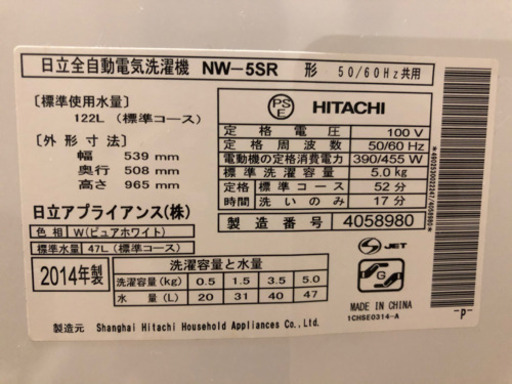 日立全自動電気洗濯機 NW-5SR 形 50/60Hz共用
〔標準使用水量〕
122L (標準コース)
〔外形寸法〕
幅 539 mm
奥行 508 mm
高さ 965 mm
日立アプライアンス(株)
色相 W(ピュアホワイト)
標準水量 47L(標準コース)
PS
E
HITACHI
定格電圧 100 V
定格周波数 50/60 Hz
電動機の定格消費電力 390/455 W
標準洗濯容量 5.0kg
標準コース 52分
洗いのみ 17分
定格
時間
製造番号 4058980
2014年製
洗濯容量と水量
洗濯容量(kg) 0.5 1.5 3.5 5.0
水量(L) 20 31 40 47
S JET
G
MADE IN CHINA
1CHSE0314-A
-P-
製造元 Shanghai Hitachi Household Appliances Co.,Ltd.